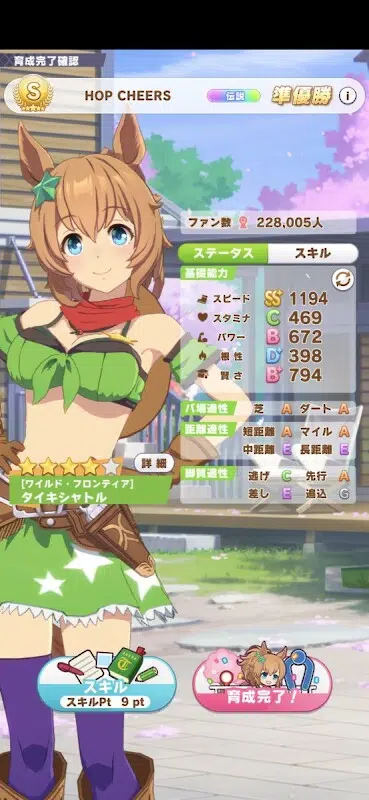 育成完了確認
S
HOP CHEERS
伝説
準優勝
i
ファン数 228,005人
ステータス スキル
基礎能力
スピード SS 1194
スタミナ C 469
パワー B 672
根性 D+ 398
賢さ B+ 794
バ場適性 芝 A ダート A
距離適性 短距離 A マイル A
中距離 E 長距離 E
脚質適性 逃げ C 先行 A
差し E 追込 G
詳細
[ワイルド・フロンティア]
タイキシャトル
スキル
スキルPt 9 pt
育成完了!